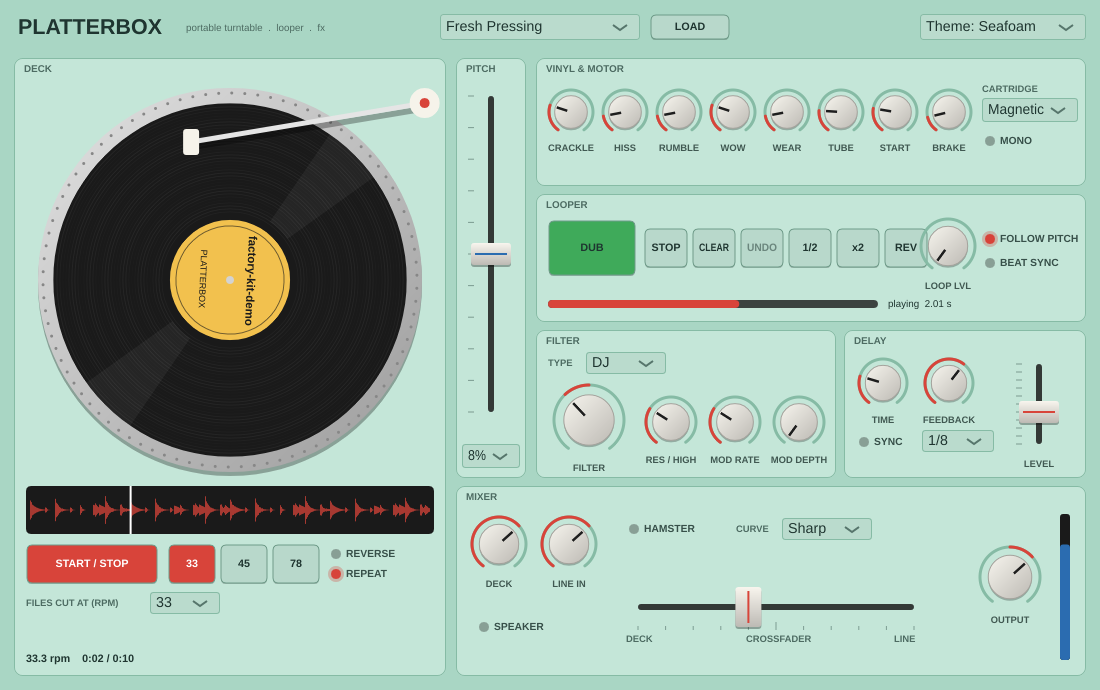 PLATTERBOX
portable turntable . looper . fx
Fresh Pressing
LOAD
Theme: Seafoam
DECK
factory-kit-demo
PLATTERBOX
START / STOP
33
45
78
REVERSE
REPEAT
FILES CUT AT (RPM)
33
33.3 rpm 0:02 / 0:10
PITCH
8%
VINYL & MOTOR
CRACKLE
HISS
RUMBLE
WOW
WEAR
TUBE
START
BRAKE
CARTRIDGE
Magnetic
MONO
LOOPER
DUB
STOP
CLEAR
UNDO
1/2
x2
REV
LOOP LVL
FOLLOW PITCH
BEAT SYNC
playing 2.01 s
FILTER
TYPE
DJ
FILTER
RES / HIGH
MOD RATE
MOD DEPTH
DELAY
TIME
FEEDBACK
SYNC
1/8
LEVEL
MIXER
DECK
LINE IN
SPEAKER
HAMSTER
CURVE
Sharp
DECK
CROSSFADER
LINE
OUTPUT